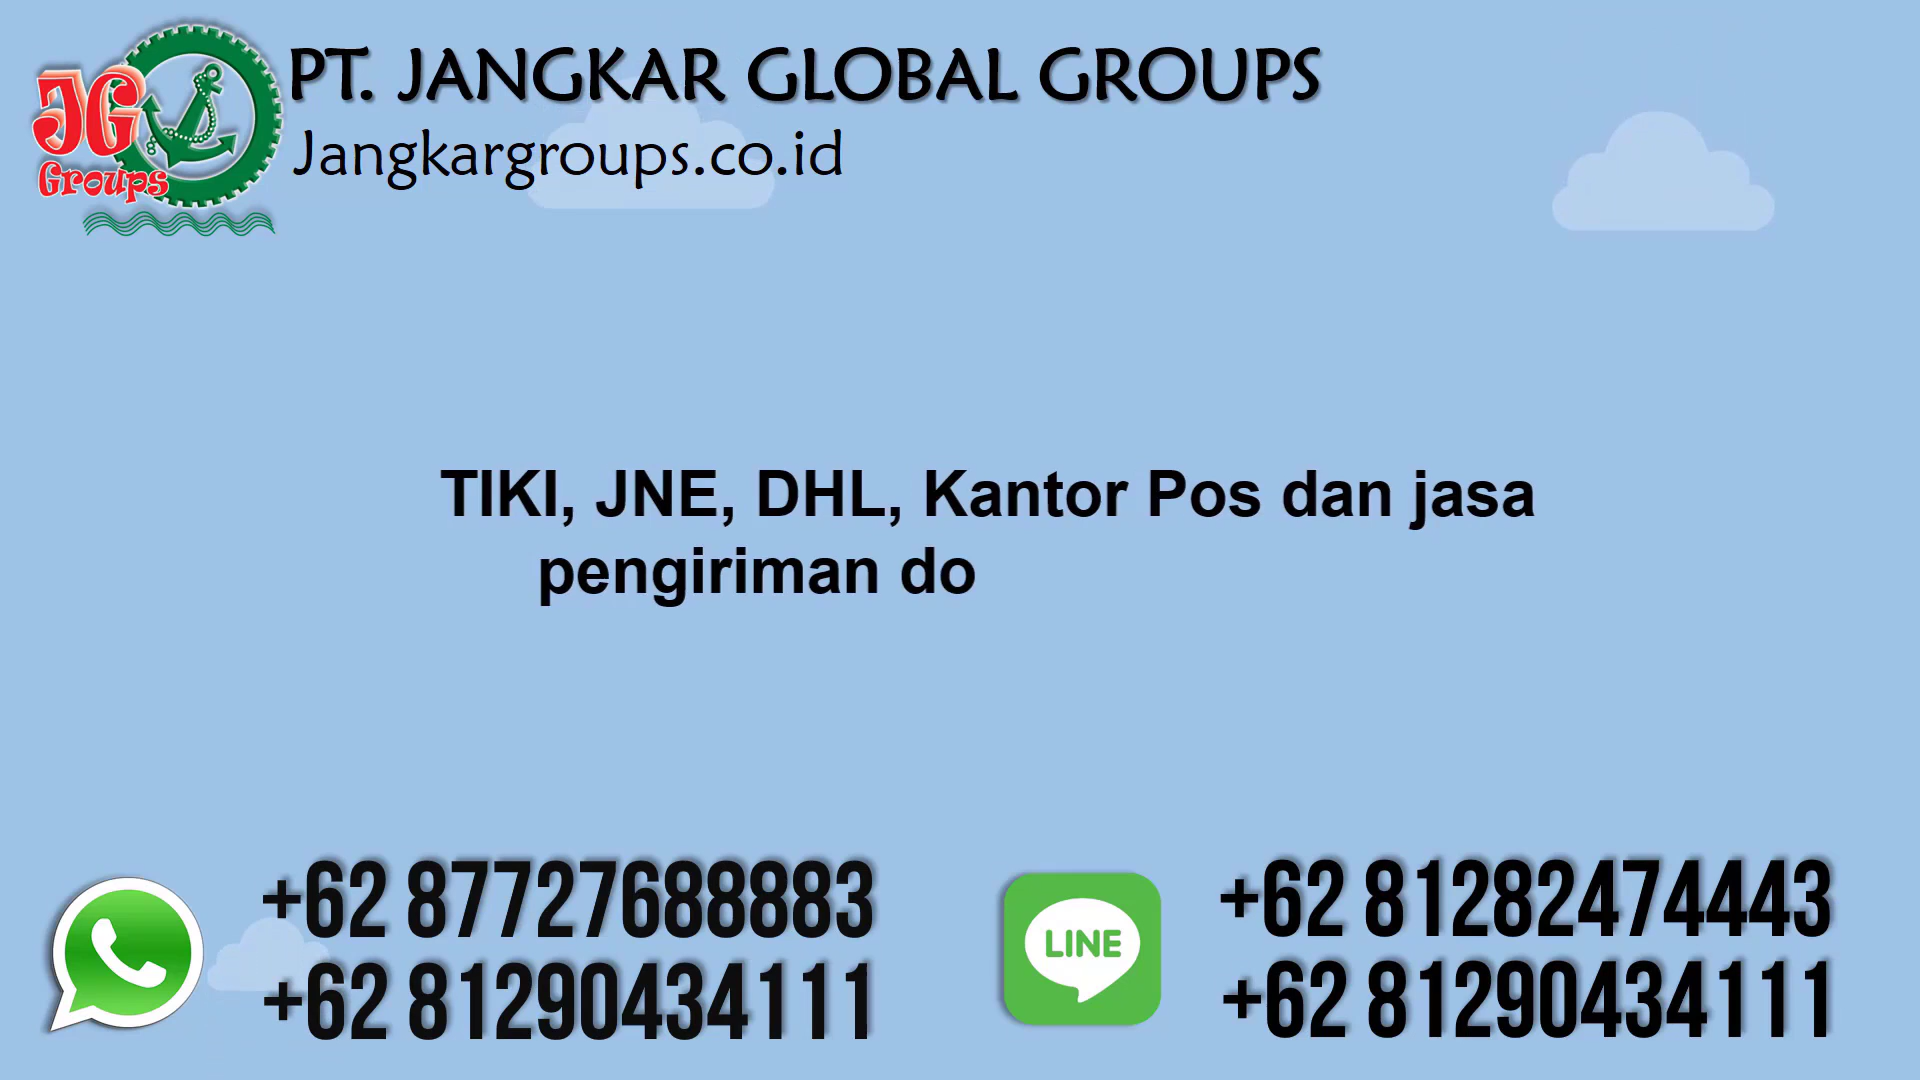 JG
Groups
PT. JANGKAR GLOBAL GROUPS
Jangkargroups.co.id
TIKI, JNE, DHL, Kantor Pos dan jasa
pengiriman do
+62 87727688883
+62 81290434111
LINE
+62 81282474443
+62 81290434111